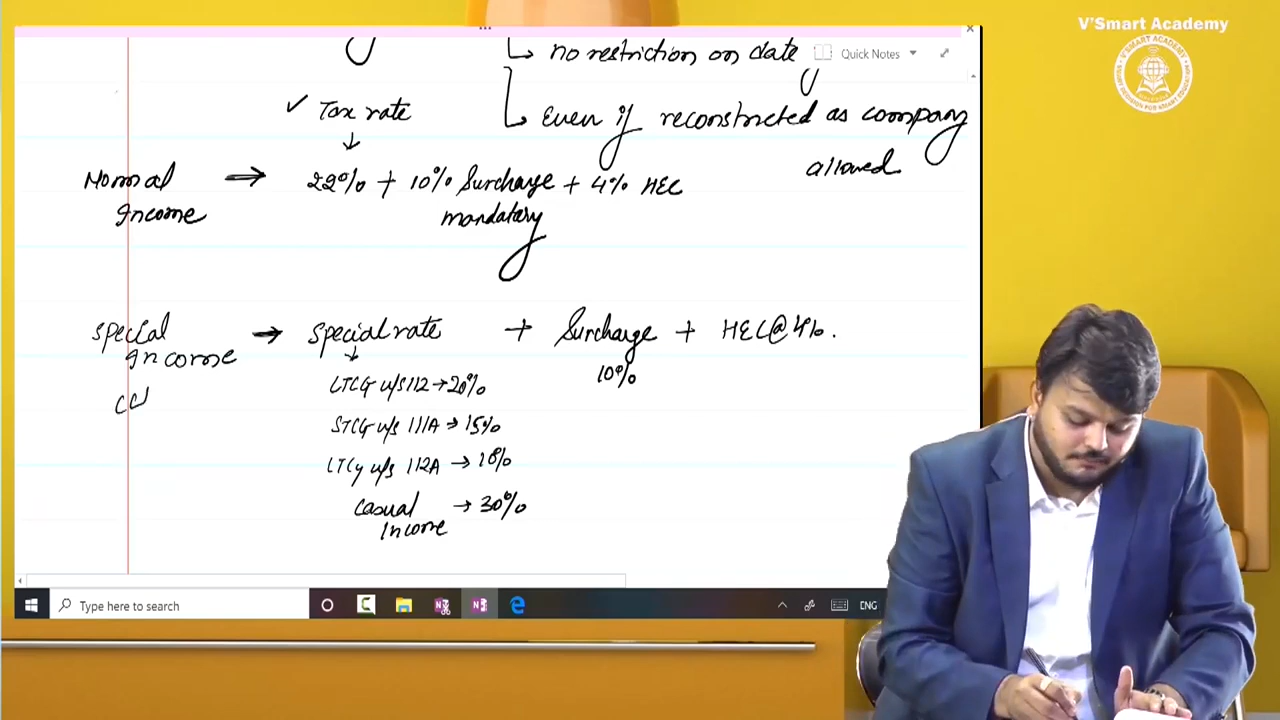 V'Smart Academy
no restriction on date
Quick Notes
✓ Tax rate
Even if reconstructed as company
allowed
Normal → 22% + 10% Surcharge + 4% HEC
Income
mandatory
Special → Special rate + Surcharge + HEC@4%.
Income
10%
LTCG u/s 112 → 20%
STCG u/s 111A → 15%
LTCG u/s 112A → 10%
Casual → 30%
Income
Type here to search
ENG